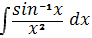 ∫ sin⁻¹x / x² dx